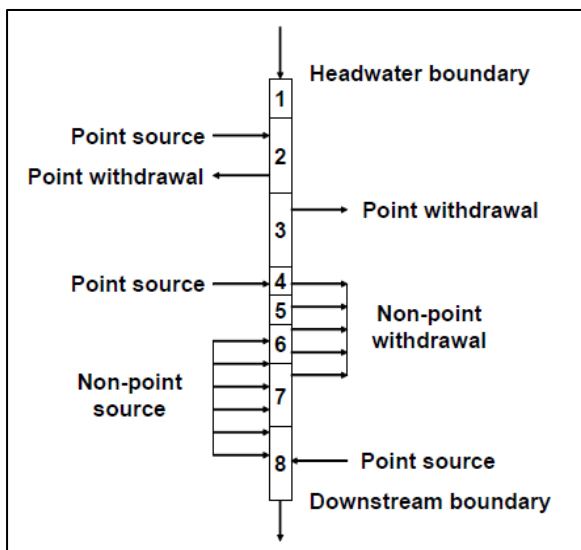 Headwater boundary
1
Point source
2
Point withdrawal
Point withdrawal
3
Point source
4
5
Non-point
withdrawal
6
Non-point
source
7
8
Point source
Downstream boundary